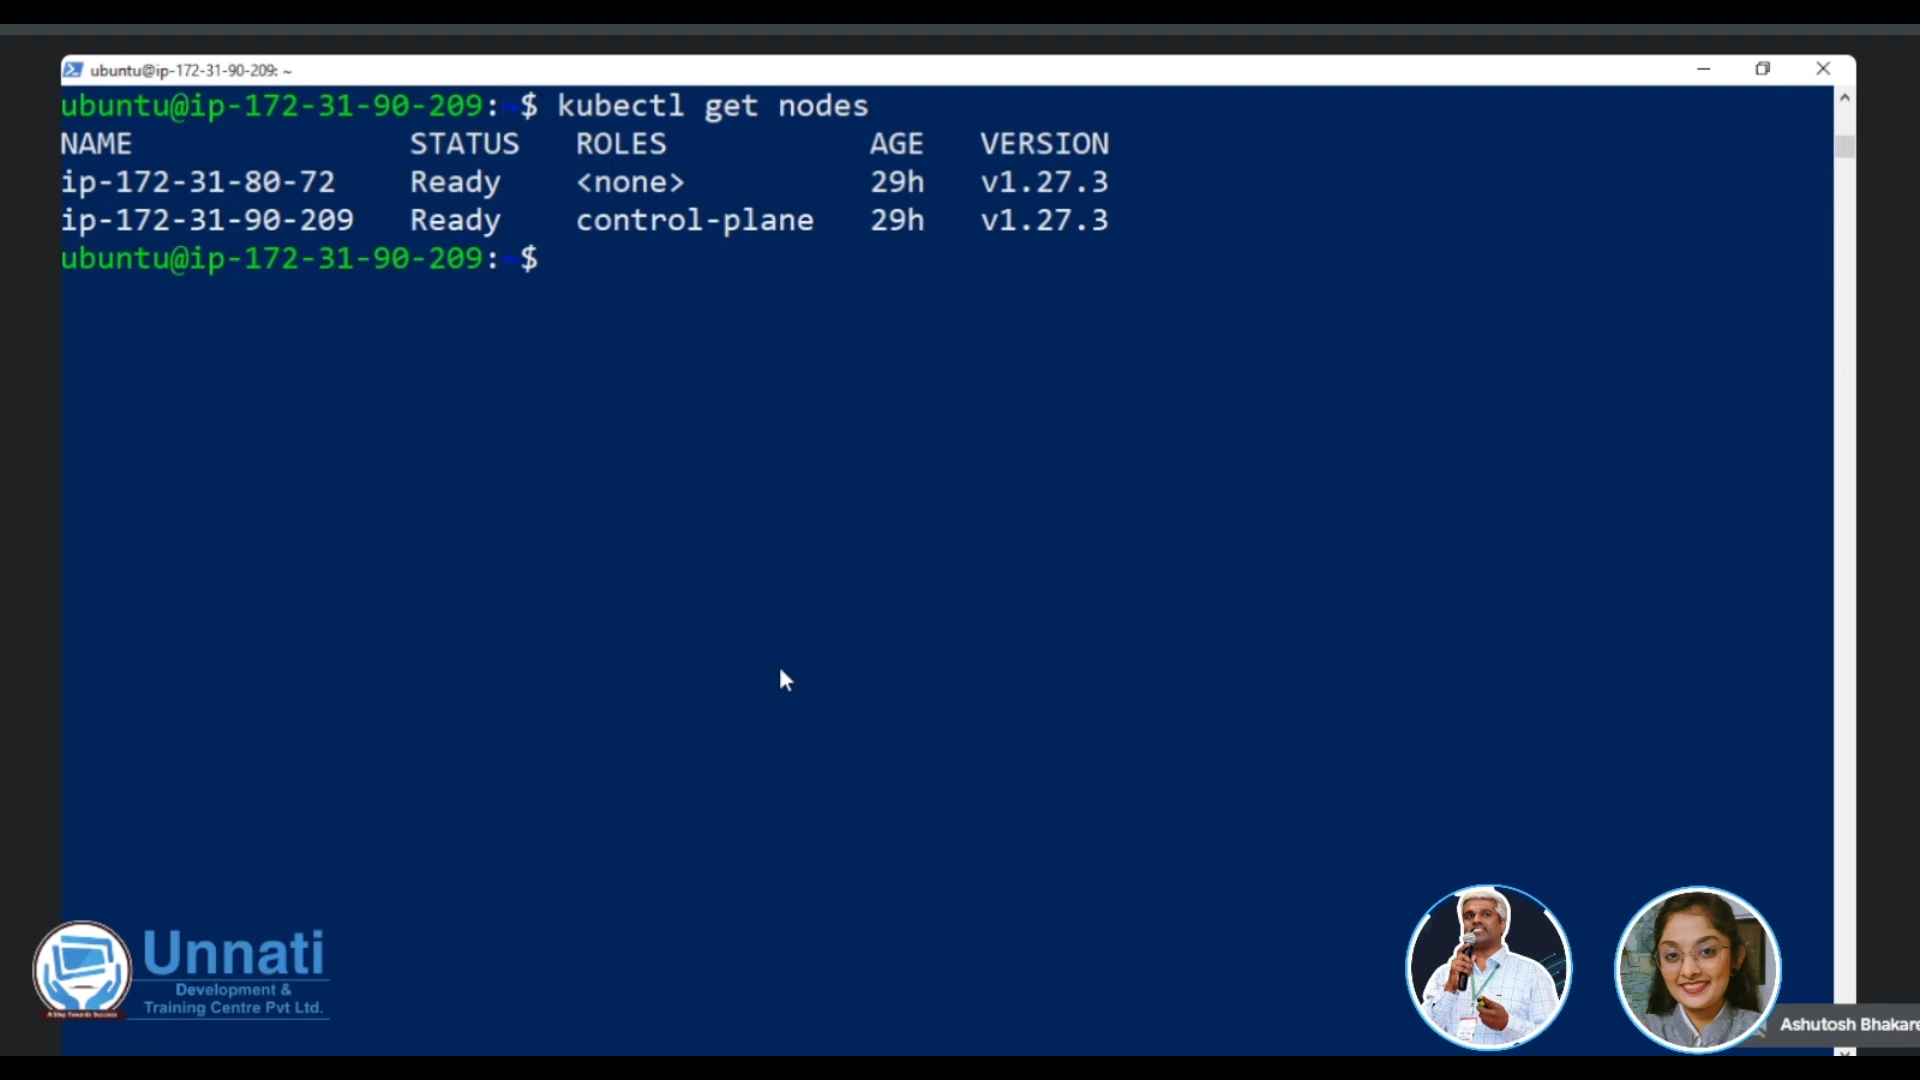 ubuntu@ip-172-31-90-209: ~
ubuntu@ip-172-31-90-209:~$ kubectl get nodes
NAME STATUS ROLES AGE VERSION
ip-172-31-80-72 Ready <none> 29h v1.27.3
ip-172-31-90-209 Ready control-plane 29h v1.27.3
ubuntu@ip-172-31-90-209:~$
Unnati
Development &
Training Centre Pvt Ltd.
A Step Towards Success
Ashutosh Bhakare